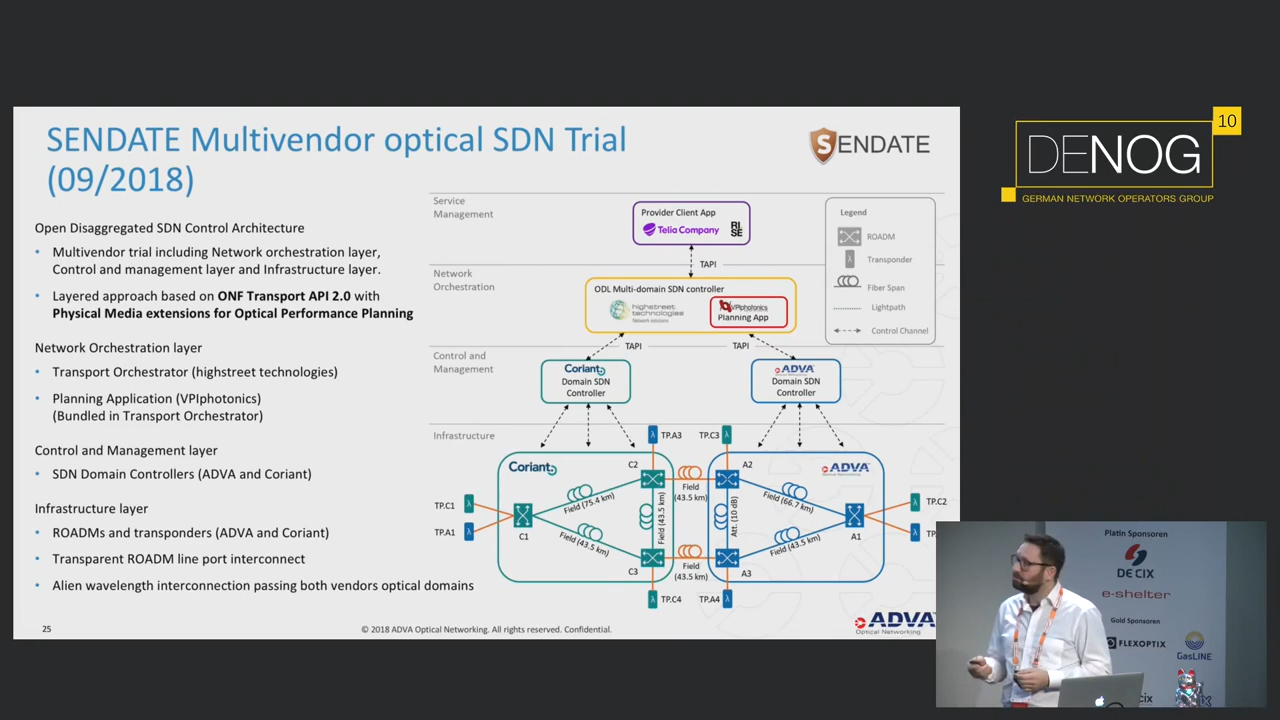 SENDATE Multivendor optical SDN Trial
(09/2018)
SENDATE
Open Disaggregated SDN Control Architecture
• Multivendor trial including Network orchestration layer,
Control and management layer and Infrastructure layer.
• Layered approach based on ONF Transport API 2.0 with
Physical Media extensions for Optical Performance Planning
Network Orchestration layer
• Transport Orchestrator (highstreet technologies)
• Planning Application (VPIphotonics)
(Bundled in Transport Orchestrator)
Control and Management layer
• SDN Domain Controllers (ADVA and Coriant)
Infrastructure layer
• ROADMs and transponders (ADVA and Coriant)
• Transparent ROADM line port interconnect
• Alien wavelength interconnection passing both vendors optical domains
Service
Management
Provider Client App
Telia Company
RI.
SE
TAPI
Network
Orchestration
ODL Multi-domain SDN controller
highstreet
technologies
Network solutions
VPIphotonics
Planning App
TAPI
TAPI
Control and
Management
Coriant
Domain SDN
Controller
ADVA
Domain SDN
Controller
Legend
ROADM
λ
Transponder
Fiber Span
Lightpath
Control Channel
Infrastructure
λ TP.A3
TP.C3 λ
Coriant
C2
A2
ADVA
Field
(43.5 km)
Field (75.4 km)
Field (66.7 km)
TP.C1 λ
λ TP.C2
Field (43.5 km)
Att. (10 dB)
TP.A1 λ
λ TP.
C1
A1
Field (43.5 km)
Field (43.5 km)
Field
(43.5 km)
C3
A3
λ TP.C4
TP.A4 λ
25
© 2018 ADVA Optical Networking. All rights reserved. Confidential.
ADVA
Optical Networking
10
DENOG
GERMAN NETWORK OPERATORS GROUP
Platin Sponsoren
DE CIX
e-shelter
Gold Sponsoren
FLEXOPTIX
GasLINE
cix